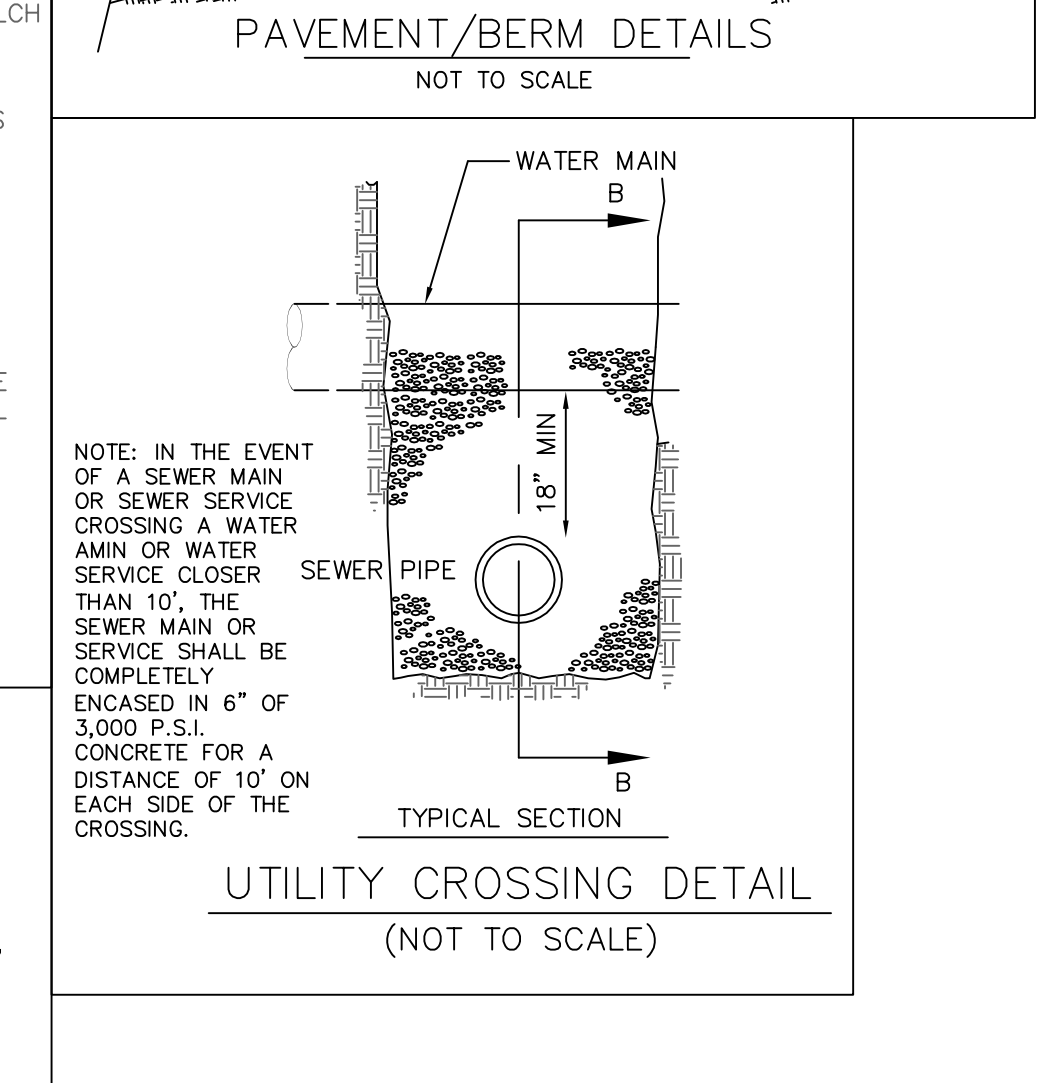 LCH
S
E
PAVEMENT/BERM DETAILS
NOT TO SCALE
WATER MAIN
B
18" MIN
NOTE: IN THE EVENT
OF A SEWER MAIN
OR SEWER SERVICE
CROSSING A WATER
AMIN OR WATER
SERVICE CLOSER
THAN 10', THE
SEWER MAIN OR
SERVICE SHALL BE
COMPLETELY
ENCASED IN 6" OF
3,000 P.S.I.
CONCRETE FOR A
DISTANCE OF 10' ON
EACH SIDE OF THE
CROSSING.
SEWER PIPE
B
TYPICAL SECTION
UTILITY CROSSING DETAIL
(NOT TO SCALE)